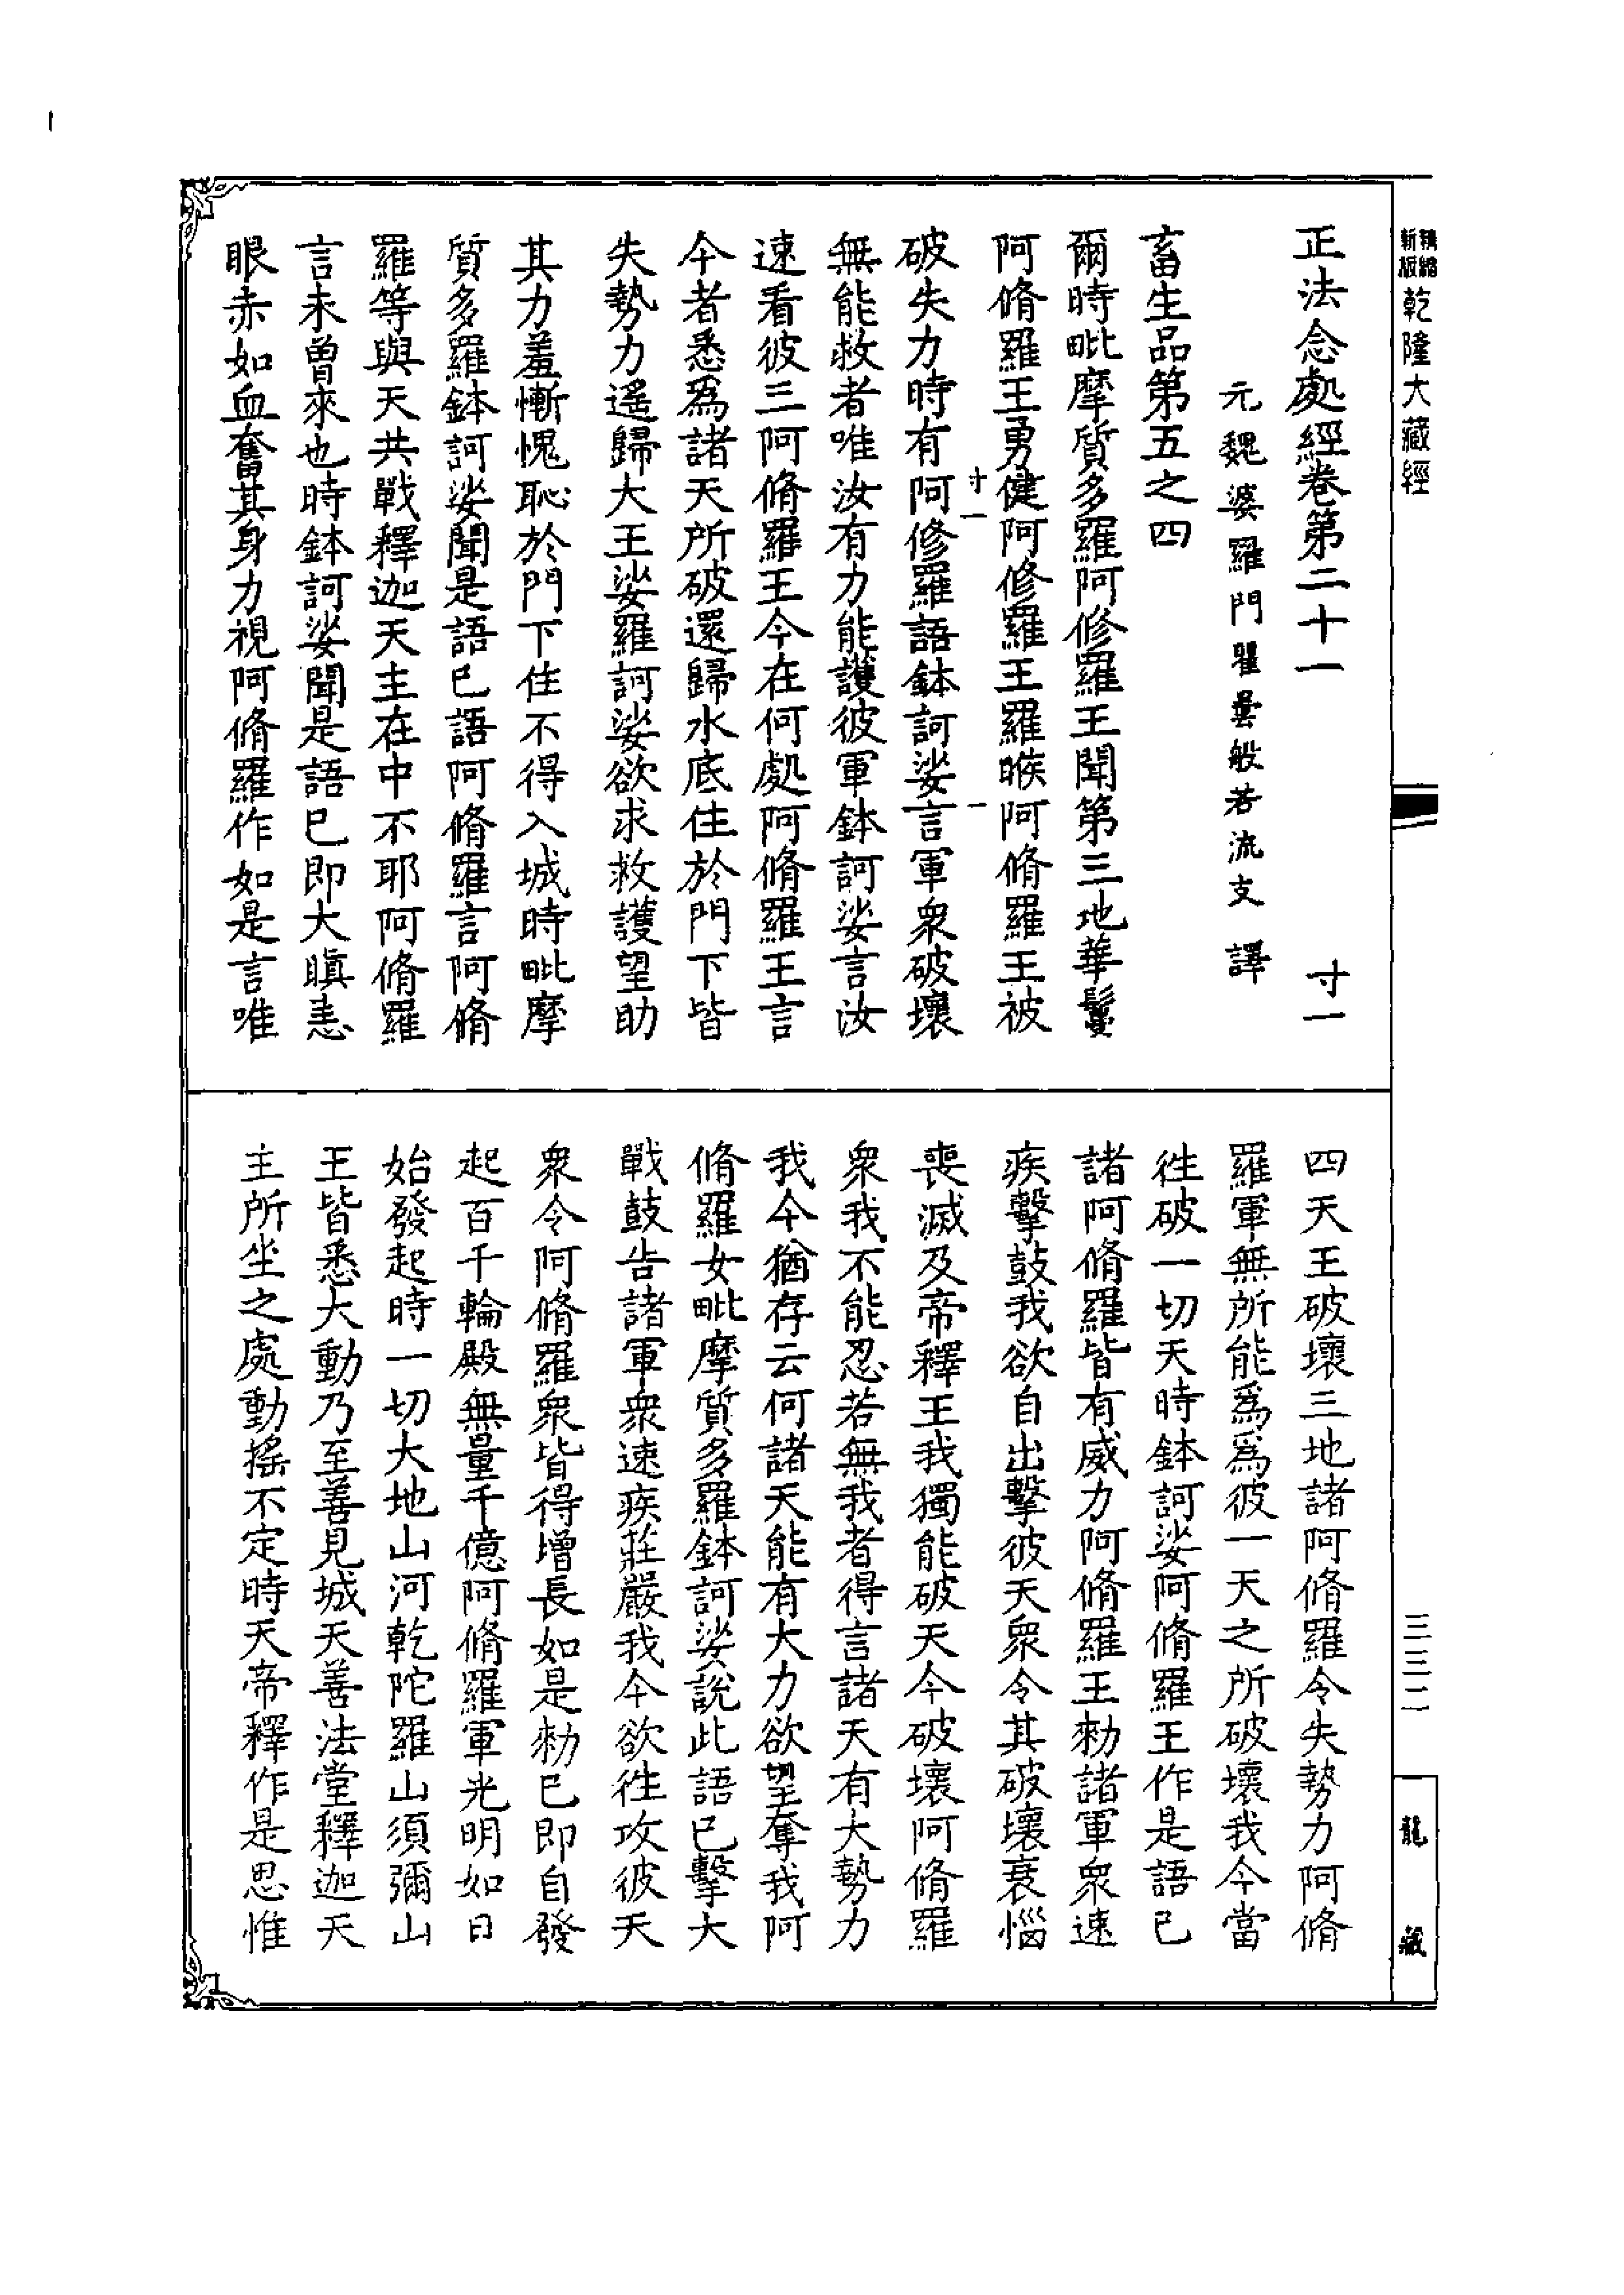 正法念處經卷第二十一　寸一
元魏婆羅門瞿曇般若流支譯
畜生品第五之四
爾時毗摩質多羅阿修羅王聞第三地華鬘
阿脩羅王勇健阿修羅王羅睺阿脩羅王被
破失力時有阿修羅語鉢訶娑言軍衆破壞
寸一　一
無能救者唯汝有力能護彼軍鉢訶娑言汝
速看彼三阿脩羅王今在何處阿脩羅王言
今者悉爲諸天所破還歸水底住於門下皆
失勢力遙歸大王娑羅訶娑欲求救護望助
其力羞慚愧恥於門下住不得入城時毗摩
質多羅鉢訶娑聞是語已語阿脩羅言阿脩
羅等與天共戰釋迦天主在中不耶阿脩羅
言未曾來也時鉢訶娑聞是語已即大瞋恚
眼赤如血奮其身力視阿脩羅作如是言唯
四天王破壞三地諸阿脩羅令失勢力阿脩
羅軍無所能爲爲彼一天之所破壞我今當
徃破一切天時鉢訶娑阿脩羅王作是語已
諸阿脩羅皆有威力阿脩羅王勑諸軍衆速
疾擊鼓我欲自出擊彼天衆令其破壞衰惱
喪滅及帝釋王我獨能破天今破壞阿脩羅
衆我不能忍若無我者得言諸天有大勢力
我今猶存云何諸天能有大力欲望奪我阿
脩羅女毗摩質多羅鉢訶娑說此語已擊大
戰鼓告諸軍衆速疾莊嚴我今欲徃攻彼天
衆令阿脩羅衆皆得增長如是勑已即自發
起百千輪殿無量千億阿脩羅軍光明如日
始發起時一切大地山河乾陀羅山須彌山
王皆悉大動乃至善見城天善法堂釋迦天
主所坐之處動搖不定時天帝釋作是思惟
新版精縮乾隆大藏經
三三二
龍藏